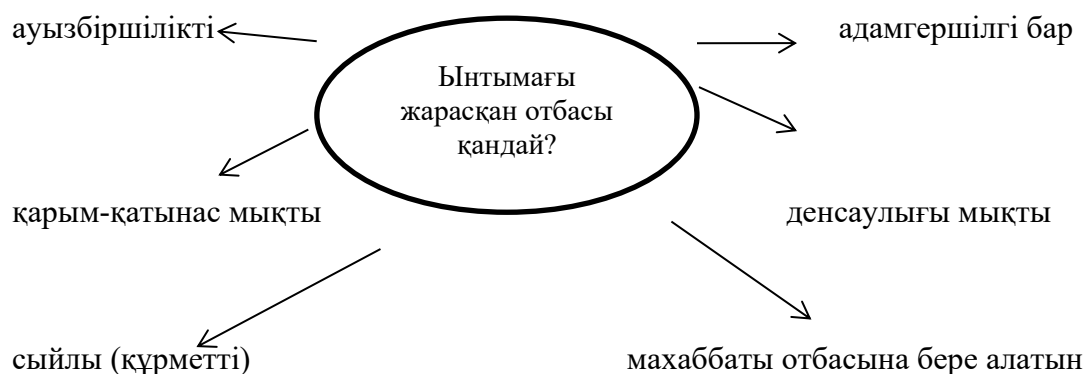 ауызбіршілікті
адамгершілгі бар
Ынтымағы
жарасқан отбасы
қандай?
қарым-қатынас мықты
денсаулығы мықты
сыйлы (құрметті)
махаббаты отбасына бере алатын